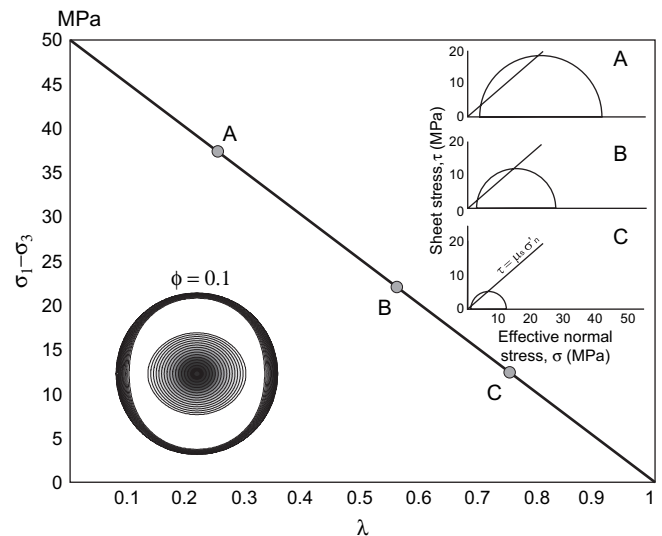 MPa
50
45
40
35
30
25
20
15
10
5
0
σ₁–σ₃
0.1 0.2 0.3 0.4 0.5 0.6 0.7 0.8 0.9 1
λ
A
B
C
ϕ = 0.1
20
10
0
A
20
10
0
B
20
10
0
C
τ = μₛ σ'ₙ
10 20 30 40 50
Sheet stress, τ (MPa)
Effective normal
stress, σ (MPa)